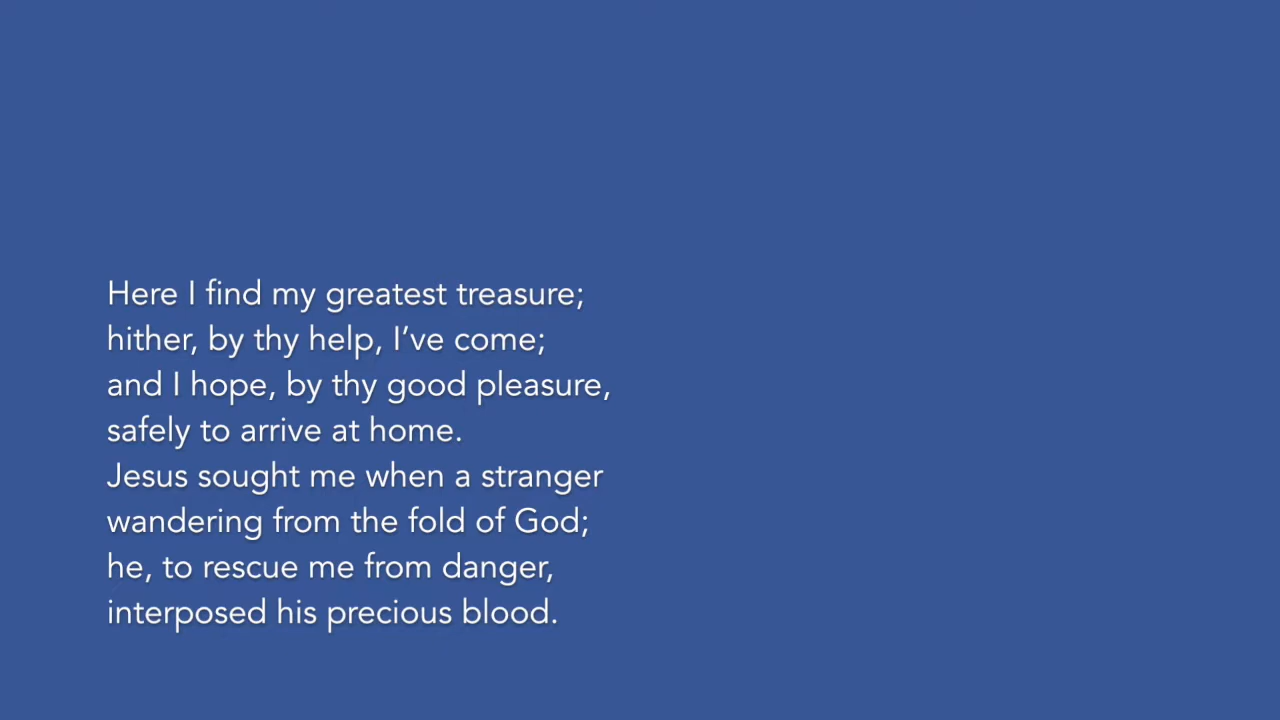 Here I find my greatest treasure;
hither, by thy help, I’ve come;
and I hope, by thy good pleasure,
safely to arrive at home.
Jesus sought me when a stranger
wandering from the fold of God;
he, to rescue me from danger,
interposed his precious blood.